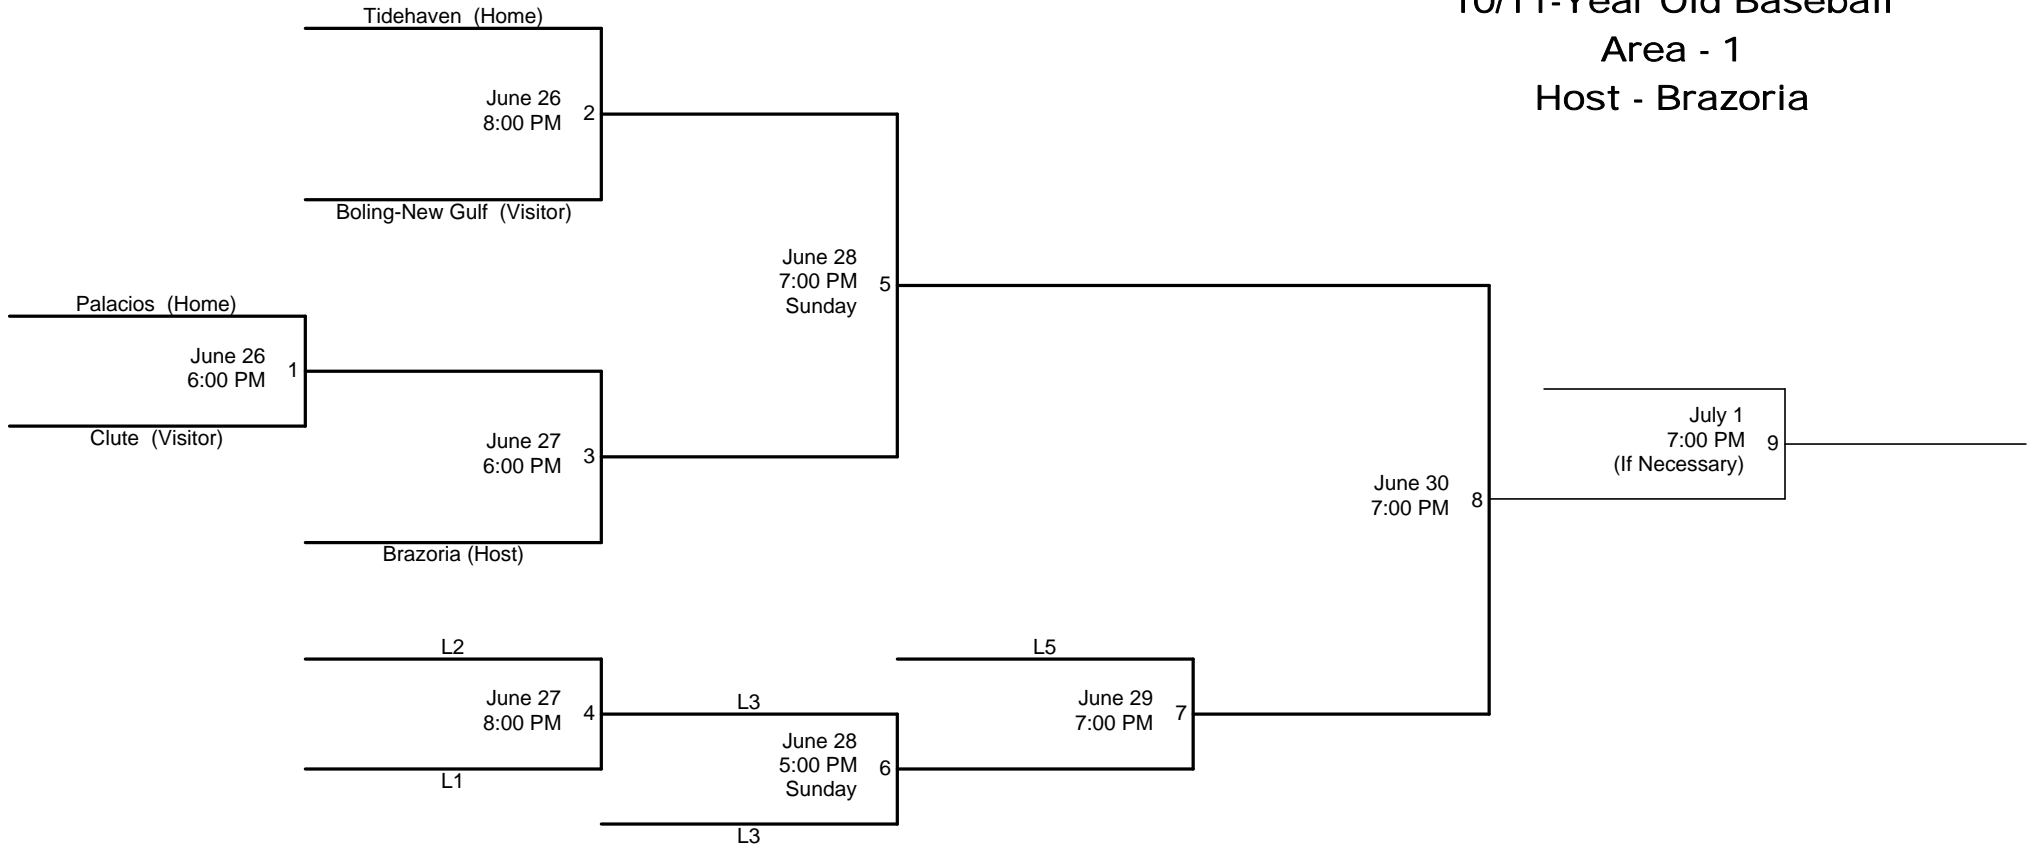 10/11-Year Old Baseball
Area - 1
Host - Brazoria
Tidehaven (Home)
June 26
8:00 PM
2
Boling-New Gulf (Visitor)
June 28
7:00 PM
Sunday
5
Palacios (Home)
June 26
6:00 PM
1
Clute (Visitor)
June 27
6:00 PM
3
Brazoria (Host)
July 1
7:00 PM
(If Necessary)
9
June 30
7:00 PM
8
L2
June 27
8:00 PM
4
L1
L3
June 28
5:00 PM
Sunday
6
L3
L5
June 29
7:00 PM
7